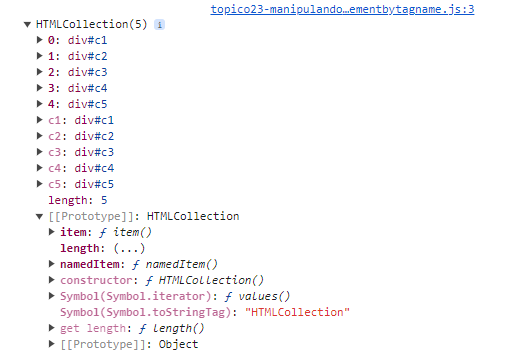 topico23-manipulando…ementbytagname.js:3
▼ HTMLCollection(5) i
▶ 0: div#c1
▶ 1: div#c2
▶ 2: div#c3
▶ 3: div#c4
▶ 4: div#c5
▶ c1: div#c1
▶ c2: div#c2
▶ c3: div#c3
▶ c4: div#c4
▶ c5: div#c5
length: 5
▼ [[Prototype]]: HTMLCollection
▶ item: ƒ item()
length: (...)
▶ namedItem: ƒ namedItem()
▶ constructor: ƒ HTMLCollection()
▶ Symbol(Symbol.iterator): ƒ values()
Symbol(Symbol.toStringTag): "HTMLCollection"
▶ get length: ƒ length()
▶ [[Prototype]]: Object